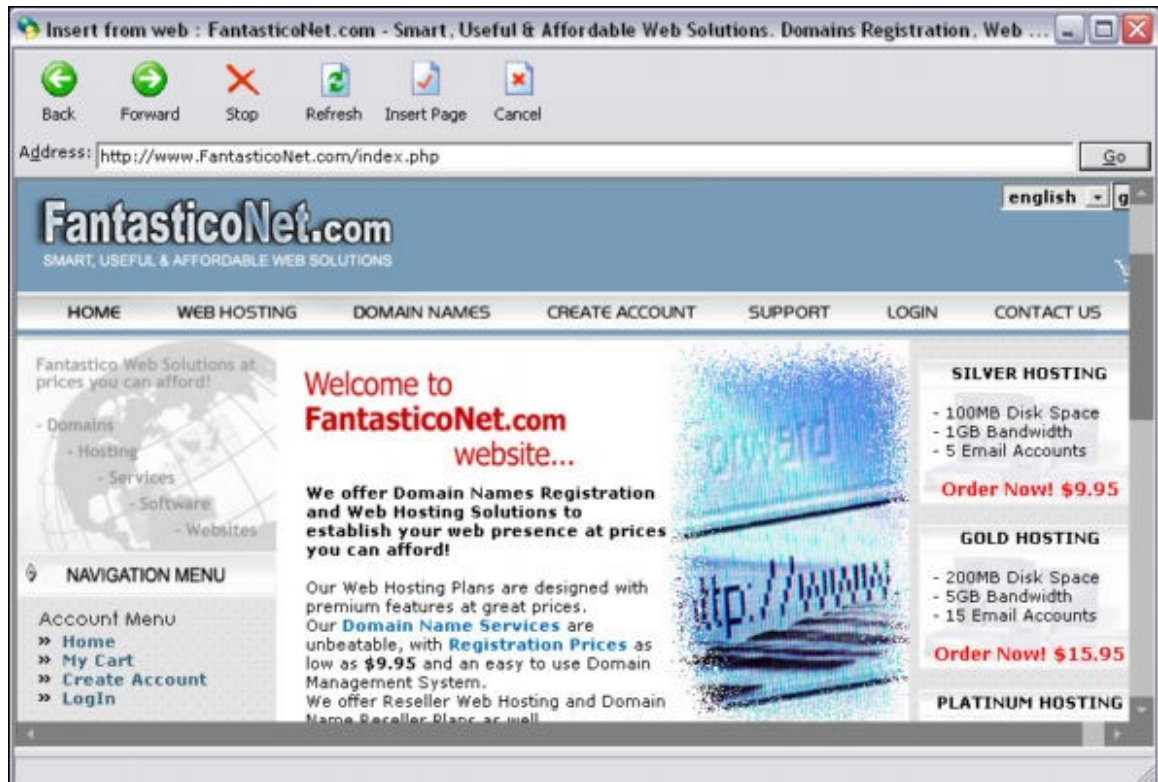 Insert from web : FantasticoNet.com - Smart, Useful & Affordable Web Solutions. Domains Registration, Web ...
Back Forward Stop Refresh Insert Page Cancel
Address: http://www.FantasticoNet.com/index.php Go
english g
FantasticoNet.com
SMART, USEFUL & AFFORDABLE WEB SOLUTIONS
HOME WEB HOSTING DOMAIN NAMES CREATE ACCOUNT SUPPORT LOGIN CONTACT US
Fantastico Web Solutions at
prices you can afford!
- Domains
- Hosting
- Services
- Software
- Websites
NAVIGATION MENU
Account Menu
» Home
» My Cart
» Create Account
» LogIn
Welcome to
FantasticoNet.com
website...
We offer Domain Names Registration
and Web Hosting Solutions to
establish your web presence at prices
you can afford!
Our Web Hosting Plans are designed with
premium features at great prices.
Our Domain Name Services are
unbeatable, with Registration Prices as
low as $9.95 and an easy to use Domain
Management System.
We offer Reseller Web Hosting and Domain
Name Reseller Plans as well.
orward
ttp://WWW
SILVER HOSTING
- 100MB Disk Space
- 1GB Bandwidth
- 5 Email Accounts
Order Now! $9.95
GOLD HOSTING
- 200MB Disk Space
- 5GB Bandwidth
- 15 Email Accounts
Order Now! $15.95
PLATINUM HOSTING